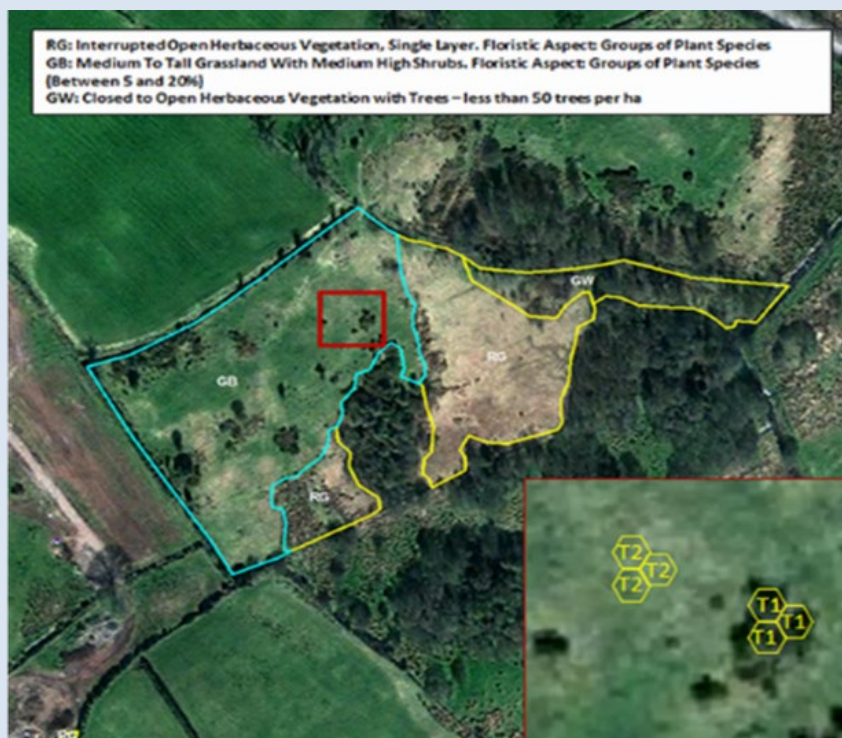 RG: Interrupted Open Herbaceous Vegetation, Single Layer. Floristic Aspect: Groups of Plant Species
GB: Medium To Tall Grassland With Medium High Shrubs. Floristic Aspect: Groups of Plant Species
(Between 5 and 20%)
GW: Closed to Open Herbaceous Vegetation with Trees – less than 50 trees per ha
GW
RG
GB
RG
T2
T2
T2
T1
T1
T1